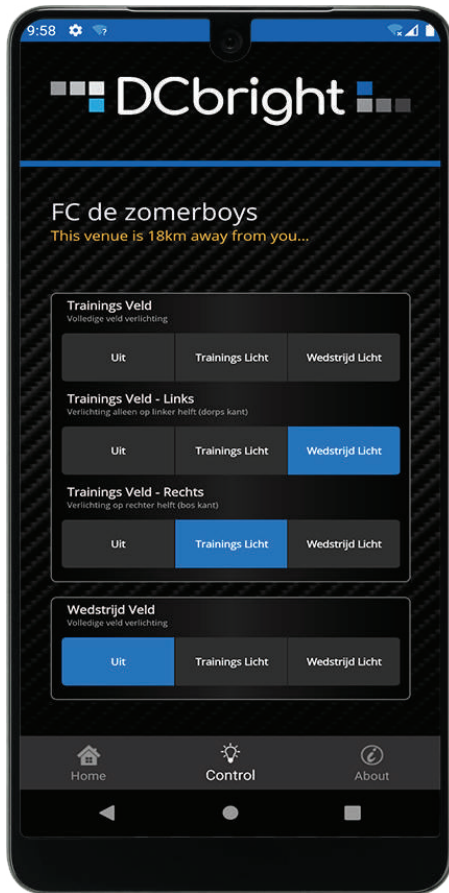 9:58
DCbright
FC de zomerboys
This venue is 18km away from you...
Trainings Veld
Volledige veld verlichting
Uit Trainings Licht Wedstrijd Licht
Trainings Veld - Links
Verlichting alleen op linker helft (dorps kant)
Uit Trainings Licht Wedstrijd Licht
Trainings Veld - Rechts
Verlichting op rechter helft (bos kant)
Uit Trainings Licht Wedstrijd Licht
Wedstrijd Veld
Volledige veld verlichting
Uit Trainings Licht Wedstrijd Licht
Home Control About